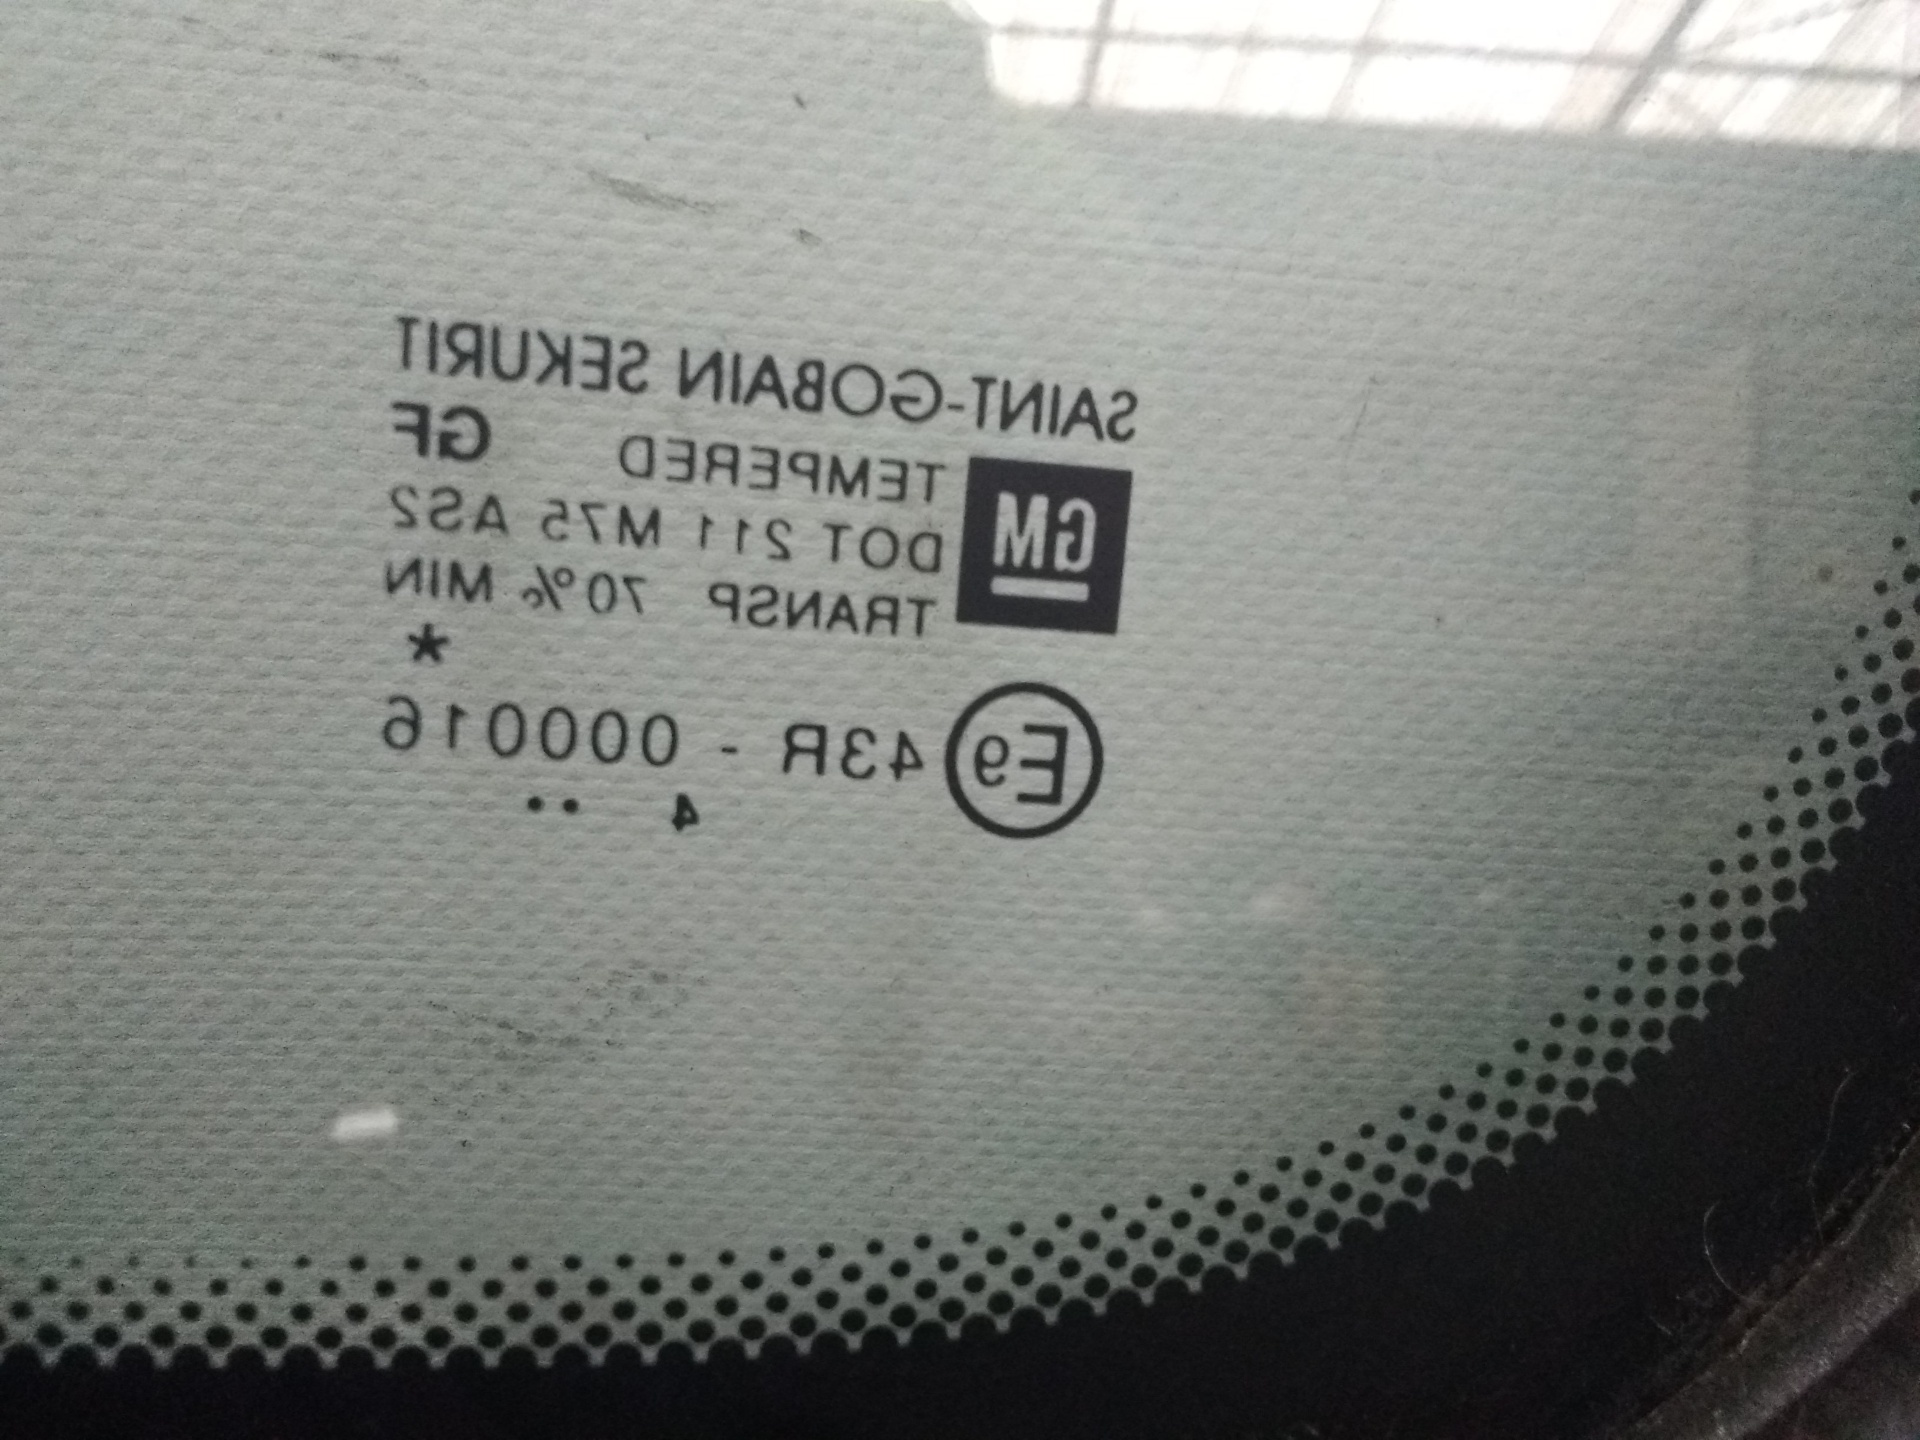 SAINT-GOBAIN SEKURIT
GM
TEMPERED GF
DOT 211 M75 AS2
TRANSP 70% MIN
*
E9 43R - 000016
4 ..